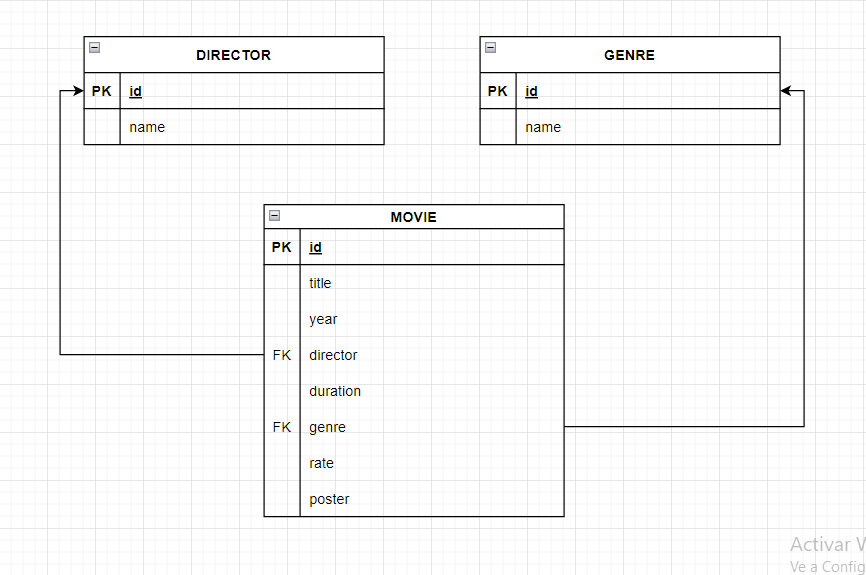 DIRECTOR
PK id
name
GENRE
PK id
name
MOVIE
PK id
title
year
FK director
duration
FK genre
rate
poster
Activar
Ve a Config